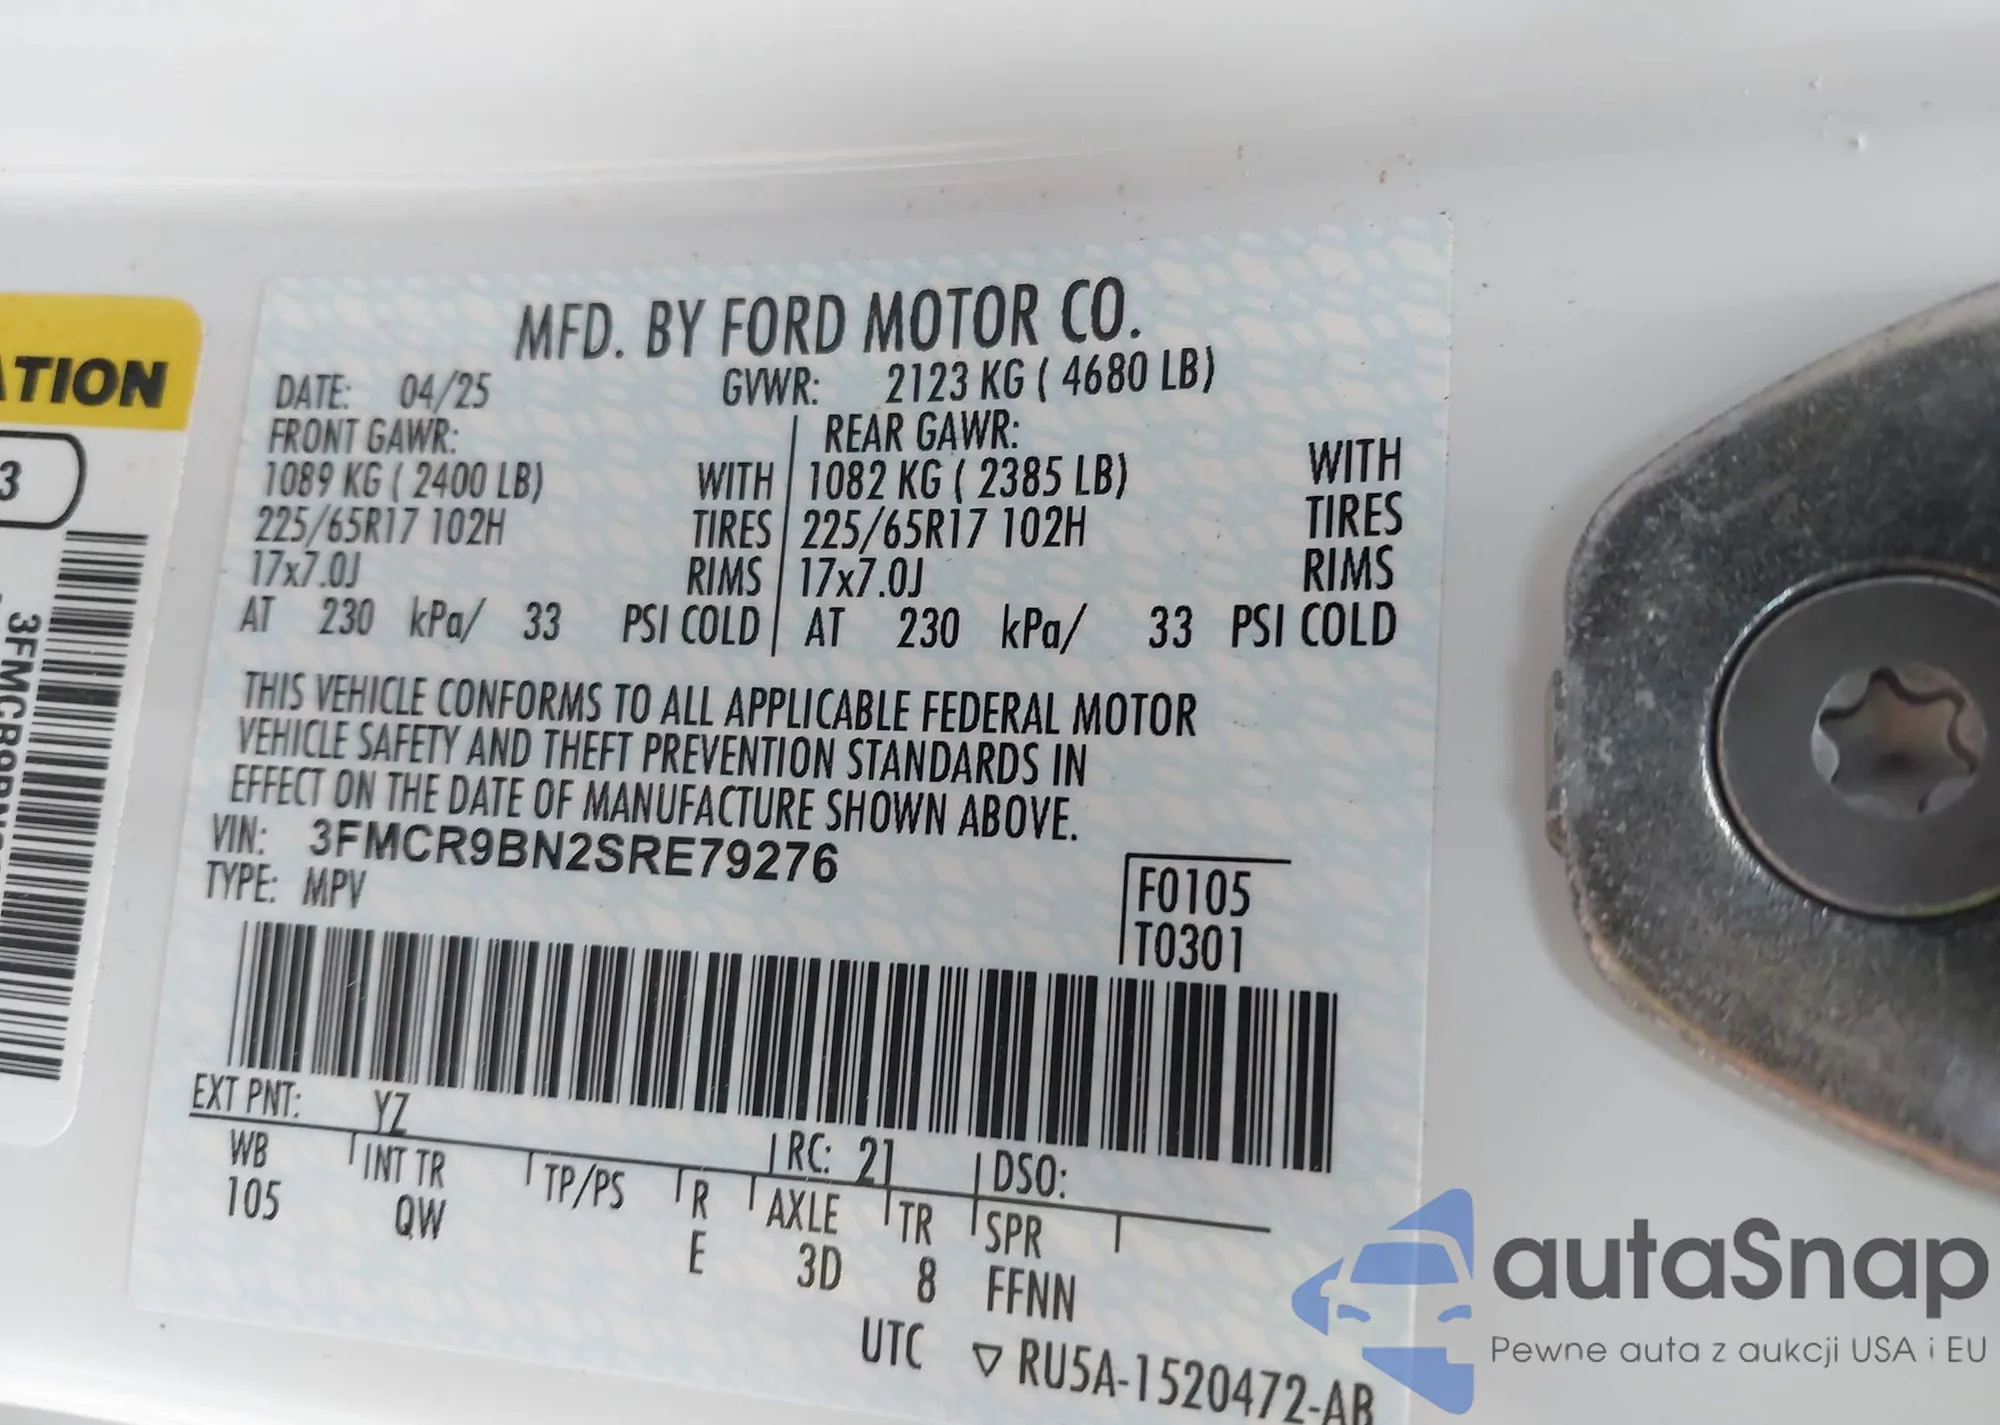 ATION
3
3FMCR9BN
MFD. BY FORD MOTOR CO.
DATE: 04/25 GVWR: 2123 KG ( 4680 LB)
FRONT GAWR: REAR GAWR:
1089 KG ( 2400 LB) WITH 1082 KG ( 2385 LB) WITH
225/65R17 102H TIRES 225/65R17 102H TIRES
17x7.0J RIMS 17x7.0J RIMS
AT 230 kPa/ 33 PSI COLD AT 230 kPa/ 33 PSI COLD
THIS VEHICLE CONFORMS TO ALL APPLICABLE FEDERAL MOTOR
VEHICLE SAFETY AND THEFT PREVENTION STANDARDS IN
EFFECT ON THE DATE OF MANUFACTURE SHOWN ABOVE.
VIN: 3FMCR9BN2SRE79276
TYPE: MPV
F0105
T0301
EXT PNT: YZ RC: 21 DSO:
WB INT TR TP/PS R AXLE TR SPR
105 QW E 3D 8 FFNN
UTC ▽ RU5A-1520472-AB
autaSnap
Pewne auta z aukcji USA i EU